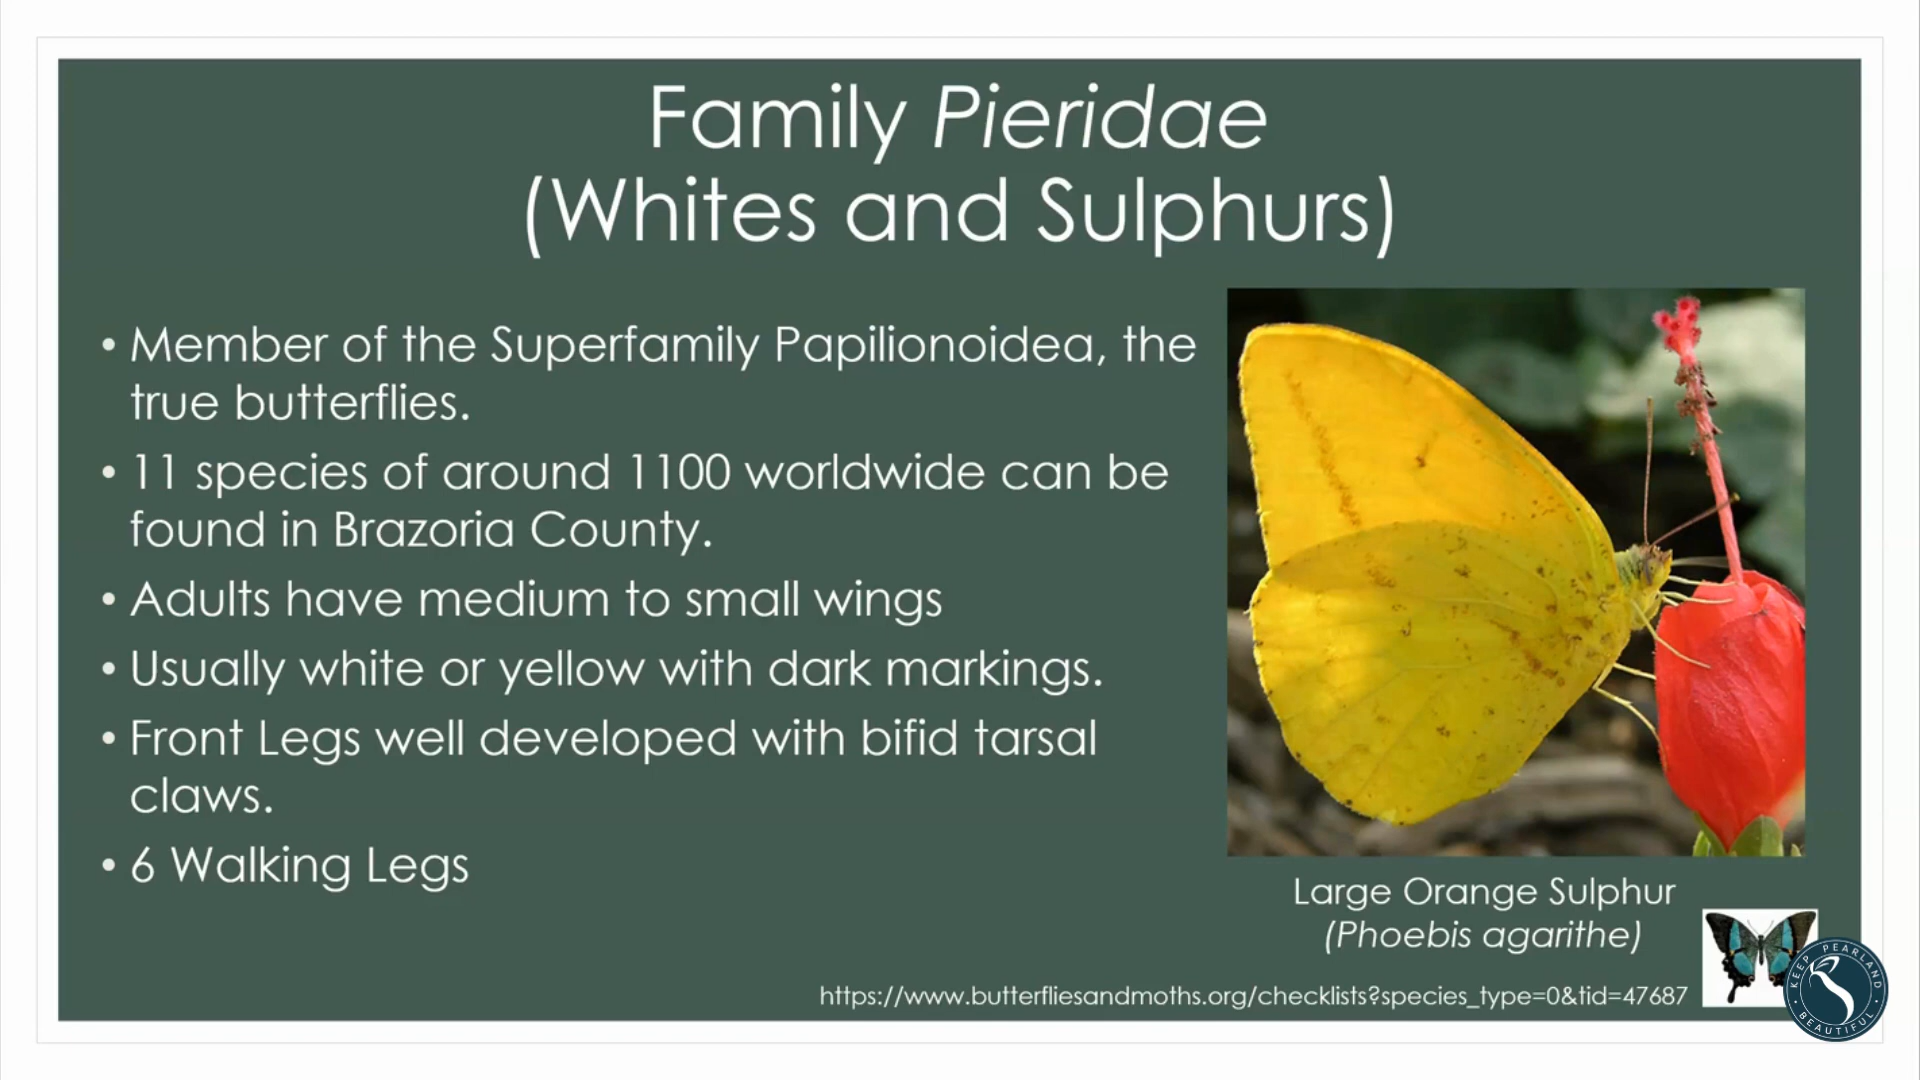 Family Pieridae
(Whites and Sulphurs)
• Member of the Superfamily Papilionoidea, the
true butterflies.
• 11 species of around 1100 worldwide can be
found in Brazoria County.
• Adults have medium to small wings
• Usually white or yellow with dark markings.
• Front Legs well developed with bifid tarsal
claws.
• 6 Walking Legs
Large Orange Sulphur
(Phoebis agarithe)
https://www.butterfliesandmoths.org/checklists?species_type=0&tid=47687
KEEP PEARLAND
BEAUTIFUL